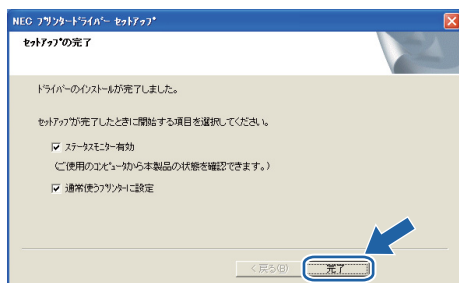 NEC プリンタードライバー セットアップ
セットアップの完了
ドライバーのインストールが完了しました。
セットアップが完了したときに開始する項目を選択してください。
ステータスモニター有効
（ご使用のコンピュータから本製品の状態を確認できます。）
通常使うプリンターに設定
< 戻る(B)
完了